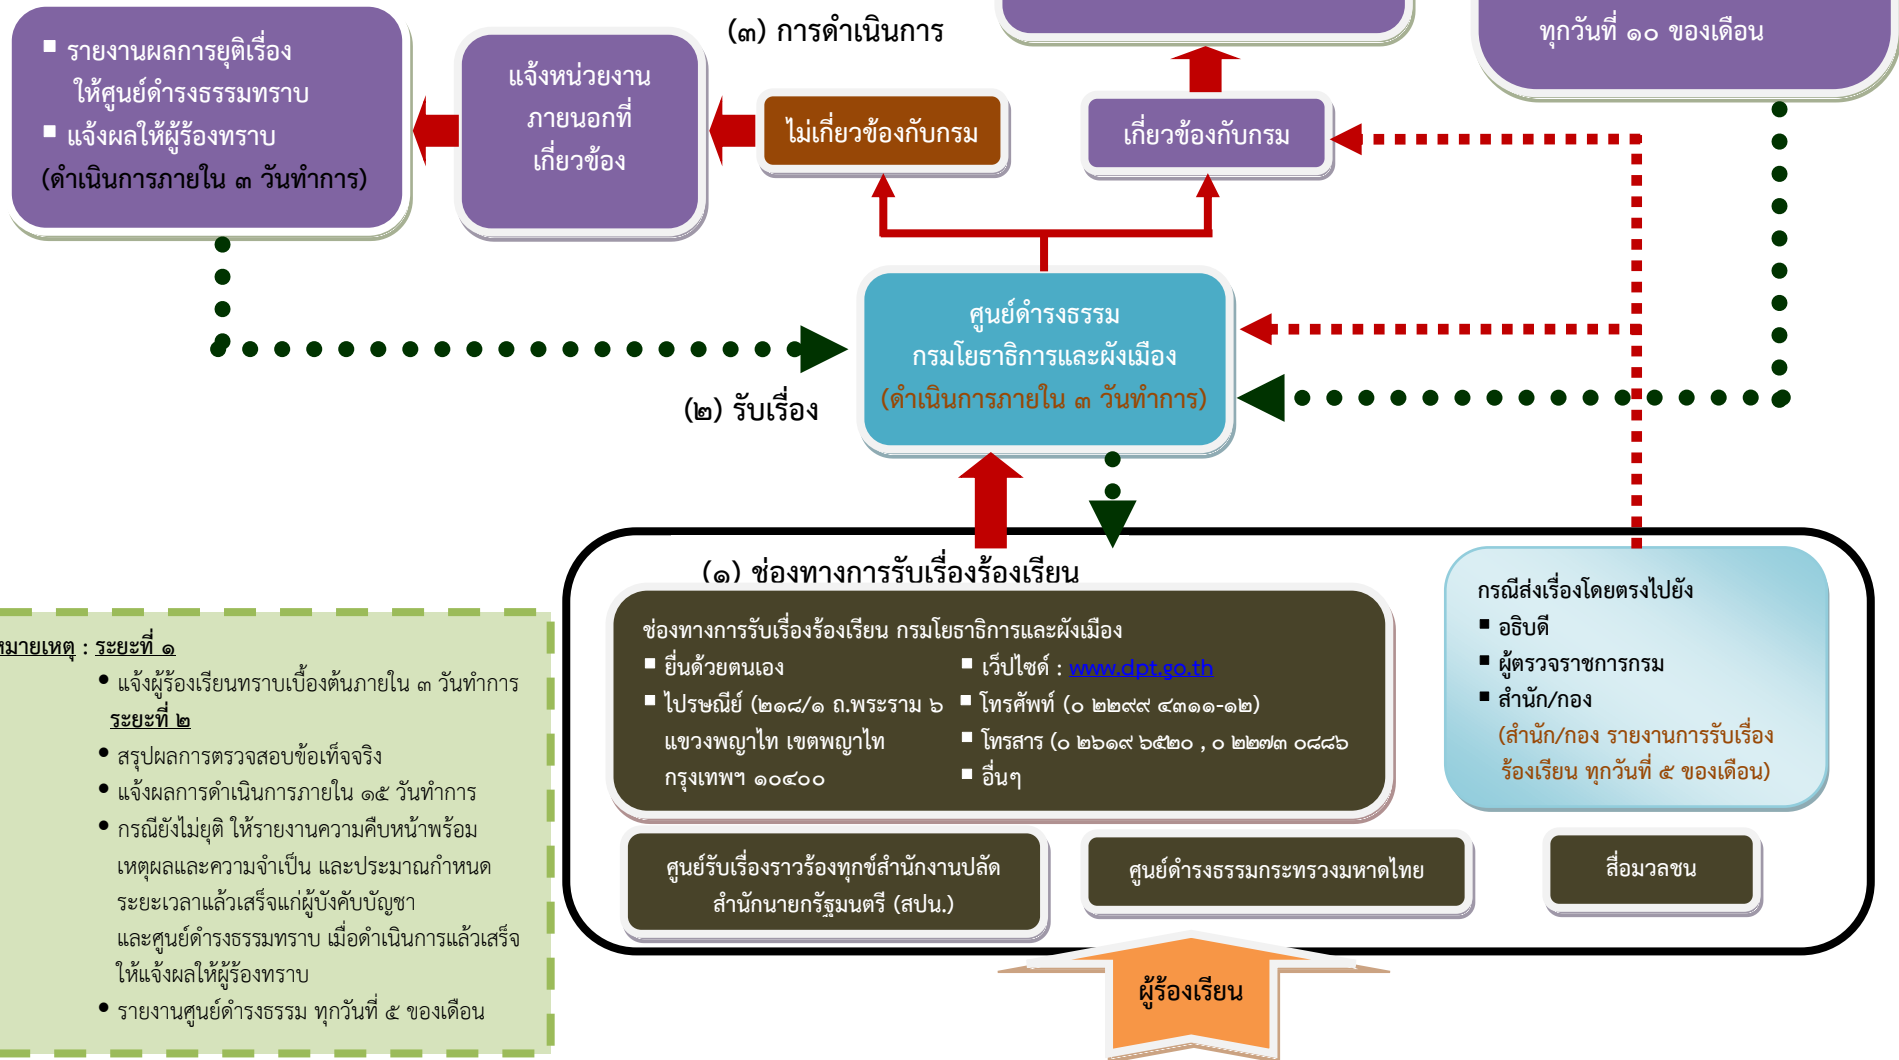 รายงานผลการยุติเรื่อง
ให้ศูนย์ดำรงธรรมทราบ
แจ้งผลให้ผู้ร้องทราบ
(ดำเนินการภายใน ๓ วันทำการ)
แจ้งหน่วยงาน
ภายนอกที่
เกี่ยวข้อง
(๓) การดำเนินการ
ไม่เกี่ยวข้องกับกรม
เกี่ยวข้องกับกรม
ทุกวันที่ ๑๐ ของเดือน
ศูนย์ดำรงธรรม
กรมโยธาธิการและผังเมือง
(ดำเนินการภายใน ๓ วันทำการ)
(๒) รับเรื่อง
(๑) ช่องทางการรับเรื่องร้องเรียน
ช่องทางการรับเรื่องร้องเรียน กรมโยธาธิการและผังเมือง
ยื่นด้วยตนเอง
ไปรษณีย์ (๒๑๘/๑ ถ.พระราม ๖
แขวงพญาไท เขตพญาไท
กรุงเทพฯ ๑๐๔๐๐
เว็ปไซด์ : www.dpt.go.th
โทรศัพท์ (๐ ๒๒๙๙ ๔๓๑๑-๑๒)
โทรสาร (๐ ๒๖๑๙ ๖๕๒๐ , ๐ ๒๒๗๓ ๐๘๘๖
อื่นๆ
กรณีส่งเรื่องโดยตรงไปยัง
อธิบดี
ผู้ตรวจราชการกรม
สำนัก/กอง
(สำนัก/กอง รายงานการรับเรื่อง
ร้องเรียน ทุกวันที่ ๕ ของเดือน)
ศูนย์รับเรื่องราวร้องทุกข์สำนักงานปลัด
สำนักนายกรัฐมนตรี (สปน.)
ศูนย์ดำรงธรรมกระทรวงมหาดไทย
สื่อมวลชน
ผู้ร้องเรียน
หมายเหตุ : ระยะที่ ๑
แจ้งผู้ร้องเรียนทราบเบื้องต้นภายใน ๓ วันทำการ
ระยะที่ ๒
สรุปผลการตรวจสอบข้อเท็จจริง
แจ้งผลการดำเนินการภายใน ๑๕ วันทำการ
กรณียังไม่ยุติ ให้รายงานความคืบหน้าพร้อม
เหตุผลและความจำเป็น และประมาณกำหนด
ระยะเวลาแล้วเสร็จแก่ผู้บังคับบัญชา
และศูนย์ดำรงธรรมทราบ เมื่อดำเนินการแล้วเสร็จ
ให้แจ้งผลให้ผู้ร้องทราบ
รายงานศูนย์ดำรงธรรม ทุกวันที่ ๕ ของเดือน